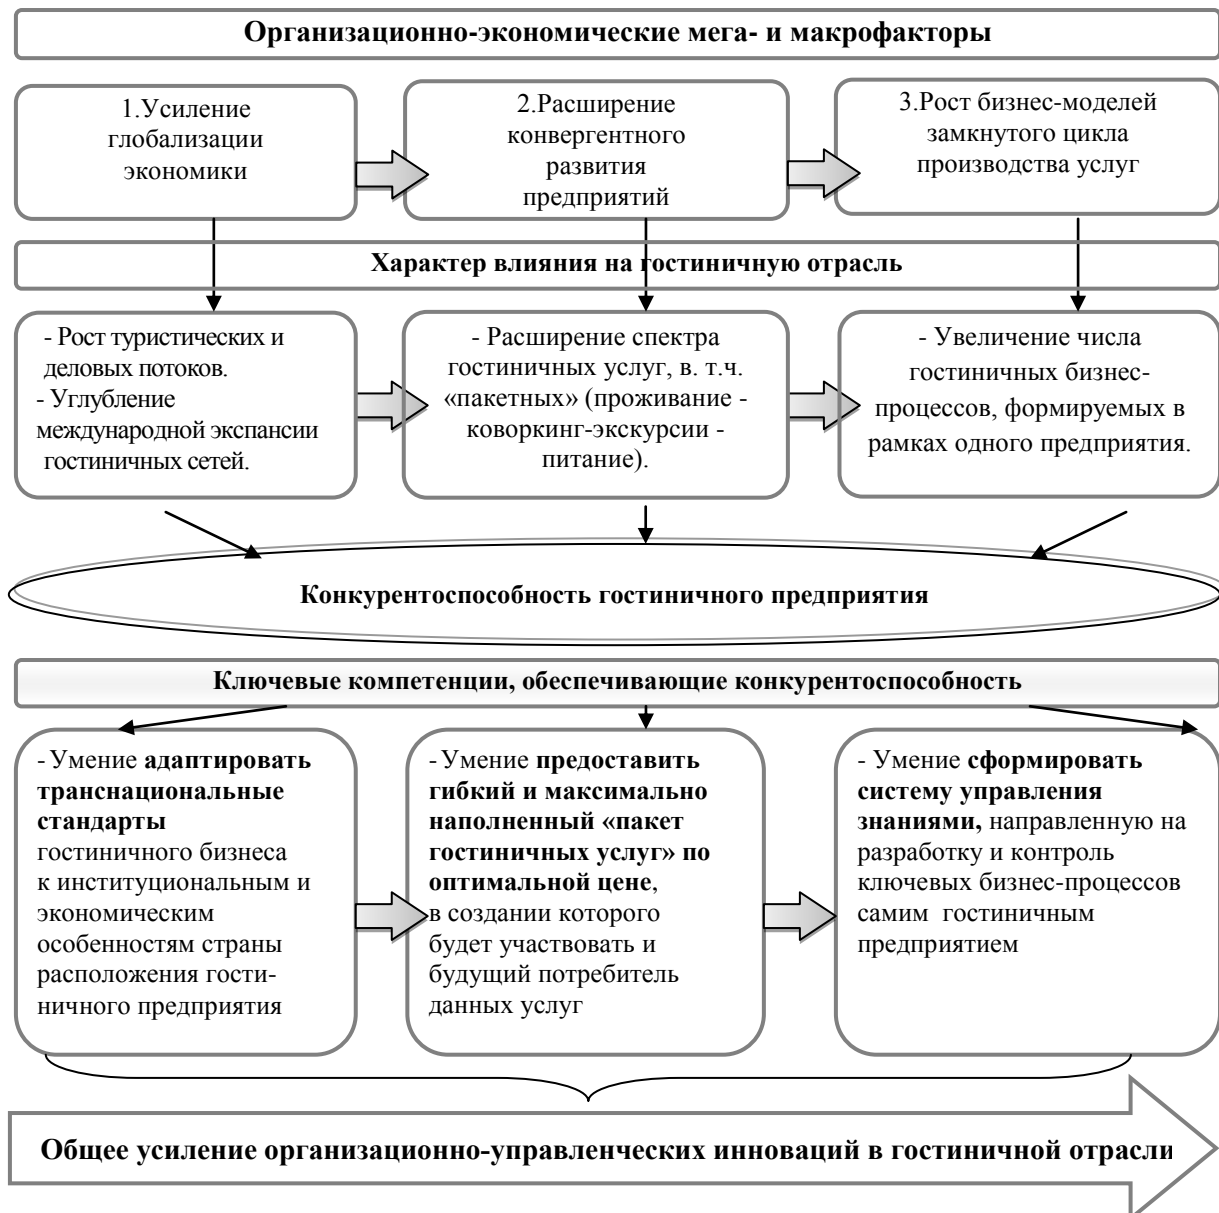 Организационно-экономические мега- и макрофакторы
1.Усиление
глобализации
экономики
2.Расширение
конвергентного
развития
предприятий
3.Рост бизнес-моделей
замкнутого цикла
производства услуг
Характер влияния на гостиничную отрасль
- Рост туристических и
деловых потоков.
- Углубление
международной экспансии
гостиничных сетей.
- Расширение спектра
гостиничных услуг, в. т.ч.
«пакетных» (проживание -
коворкинг-экскурсии -
питание).
- Увеличение числа
гостиничных бизнес-
процессов, формируемых в
рамках одного предприятия.
Конкурентоспособность гостиничного предприятия
Ключевые компетенции, обеспечивающие конкурентоспособность
- Умение адаптировать
транснациональные
стандарты
гостиничного бизнеса
к институциональным и
экономическим
особенностям страны
расположения гости-
ничного предприятия
- Умение предоставить
гибкий и максимально
наполненный «пакет
гостиничных услуг» по
оптимальной цене,
в создании которого
будет участвовать и
будущий потребитель
данных услуг
- Умение сформировать
систему управления
знаниями, направленную на
разработку и контроль
ключевых бизнес-процессов
самим гостиничным
предприятием
Общее усиление организационно-управленческих инноваций в гостиничной отрасли